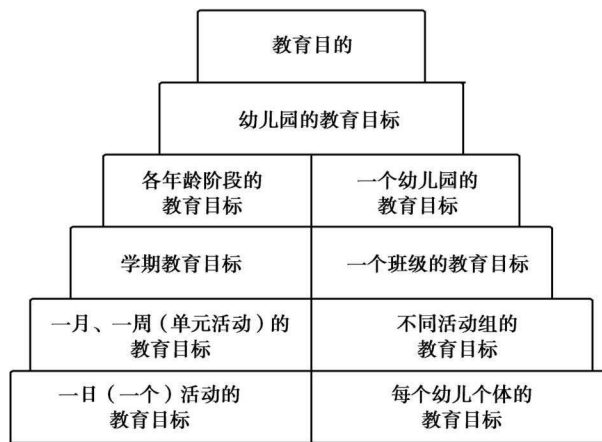 教育目的
幼儿园的教育目标
各年龄阶段的
教育目标
一个幼儿园的
教育目标
学期教育目标
一个班级的教育目标
一月、一周（单元活动）的
教育目标
不同活动组的
教育目标
一日（一个）活动的
教育目标
每个幼儿个体的
教育目标